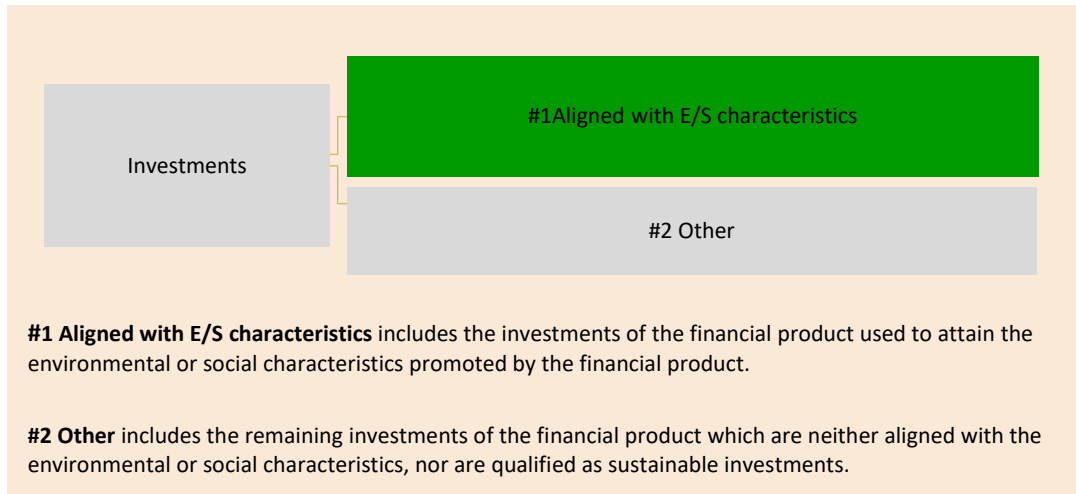 #1Aligned with E/S characteristics
Investments
#2 Other
#1 Aligned with E/S characteristics includes the investments of the financial product used to attain the
environmental or social characteristics promoted by the financial product.
#2 Other includes the remaining investments of the financial product which are neither aligned with the
environmental or social characteristics, nor are qualified as sustainable investments.